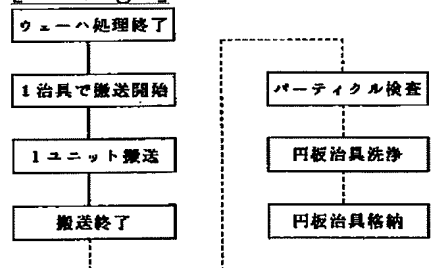 ウェーハ処理終了
1治具で搬送開始
1ユニット搬送
搬送終了
パーティクル検査
円板治具洗浄
円板治具格納